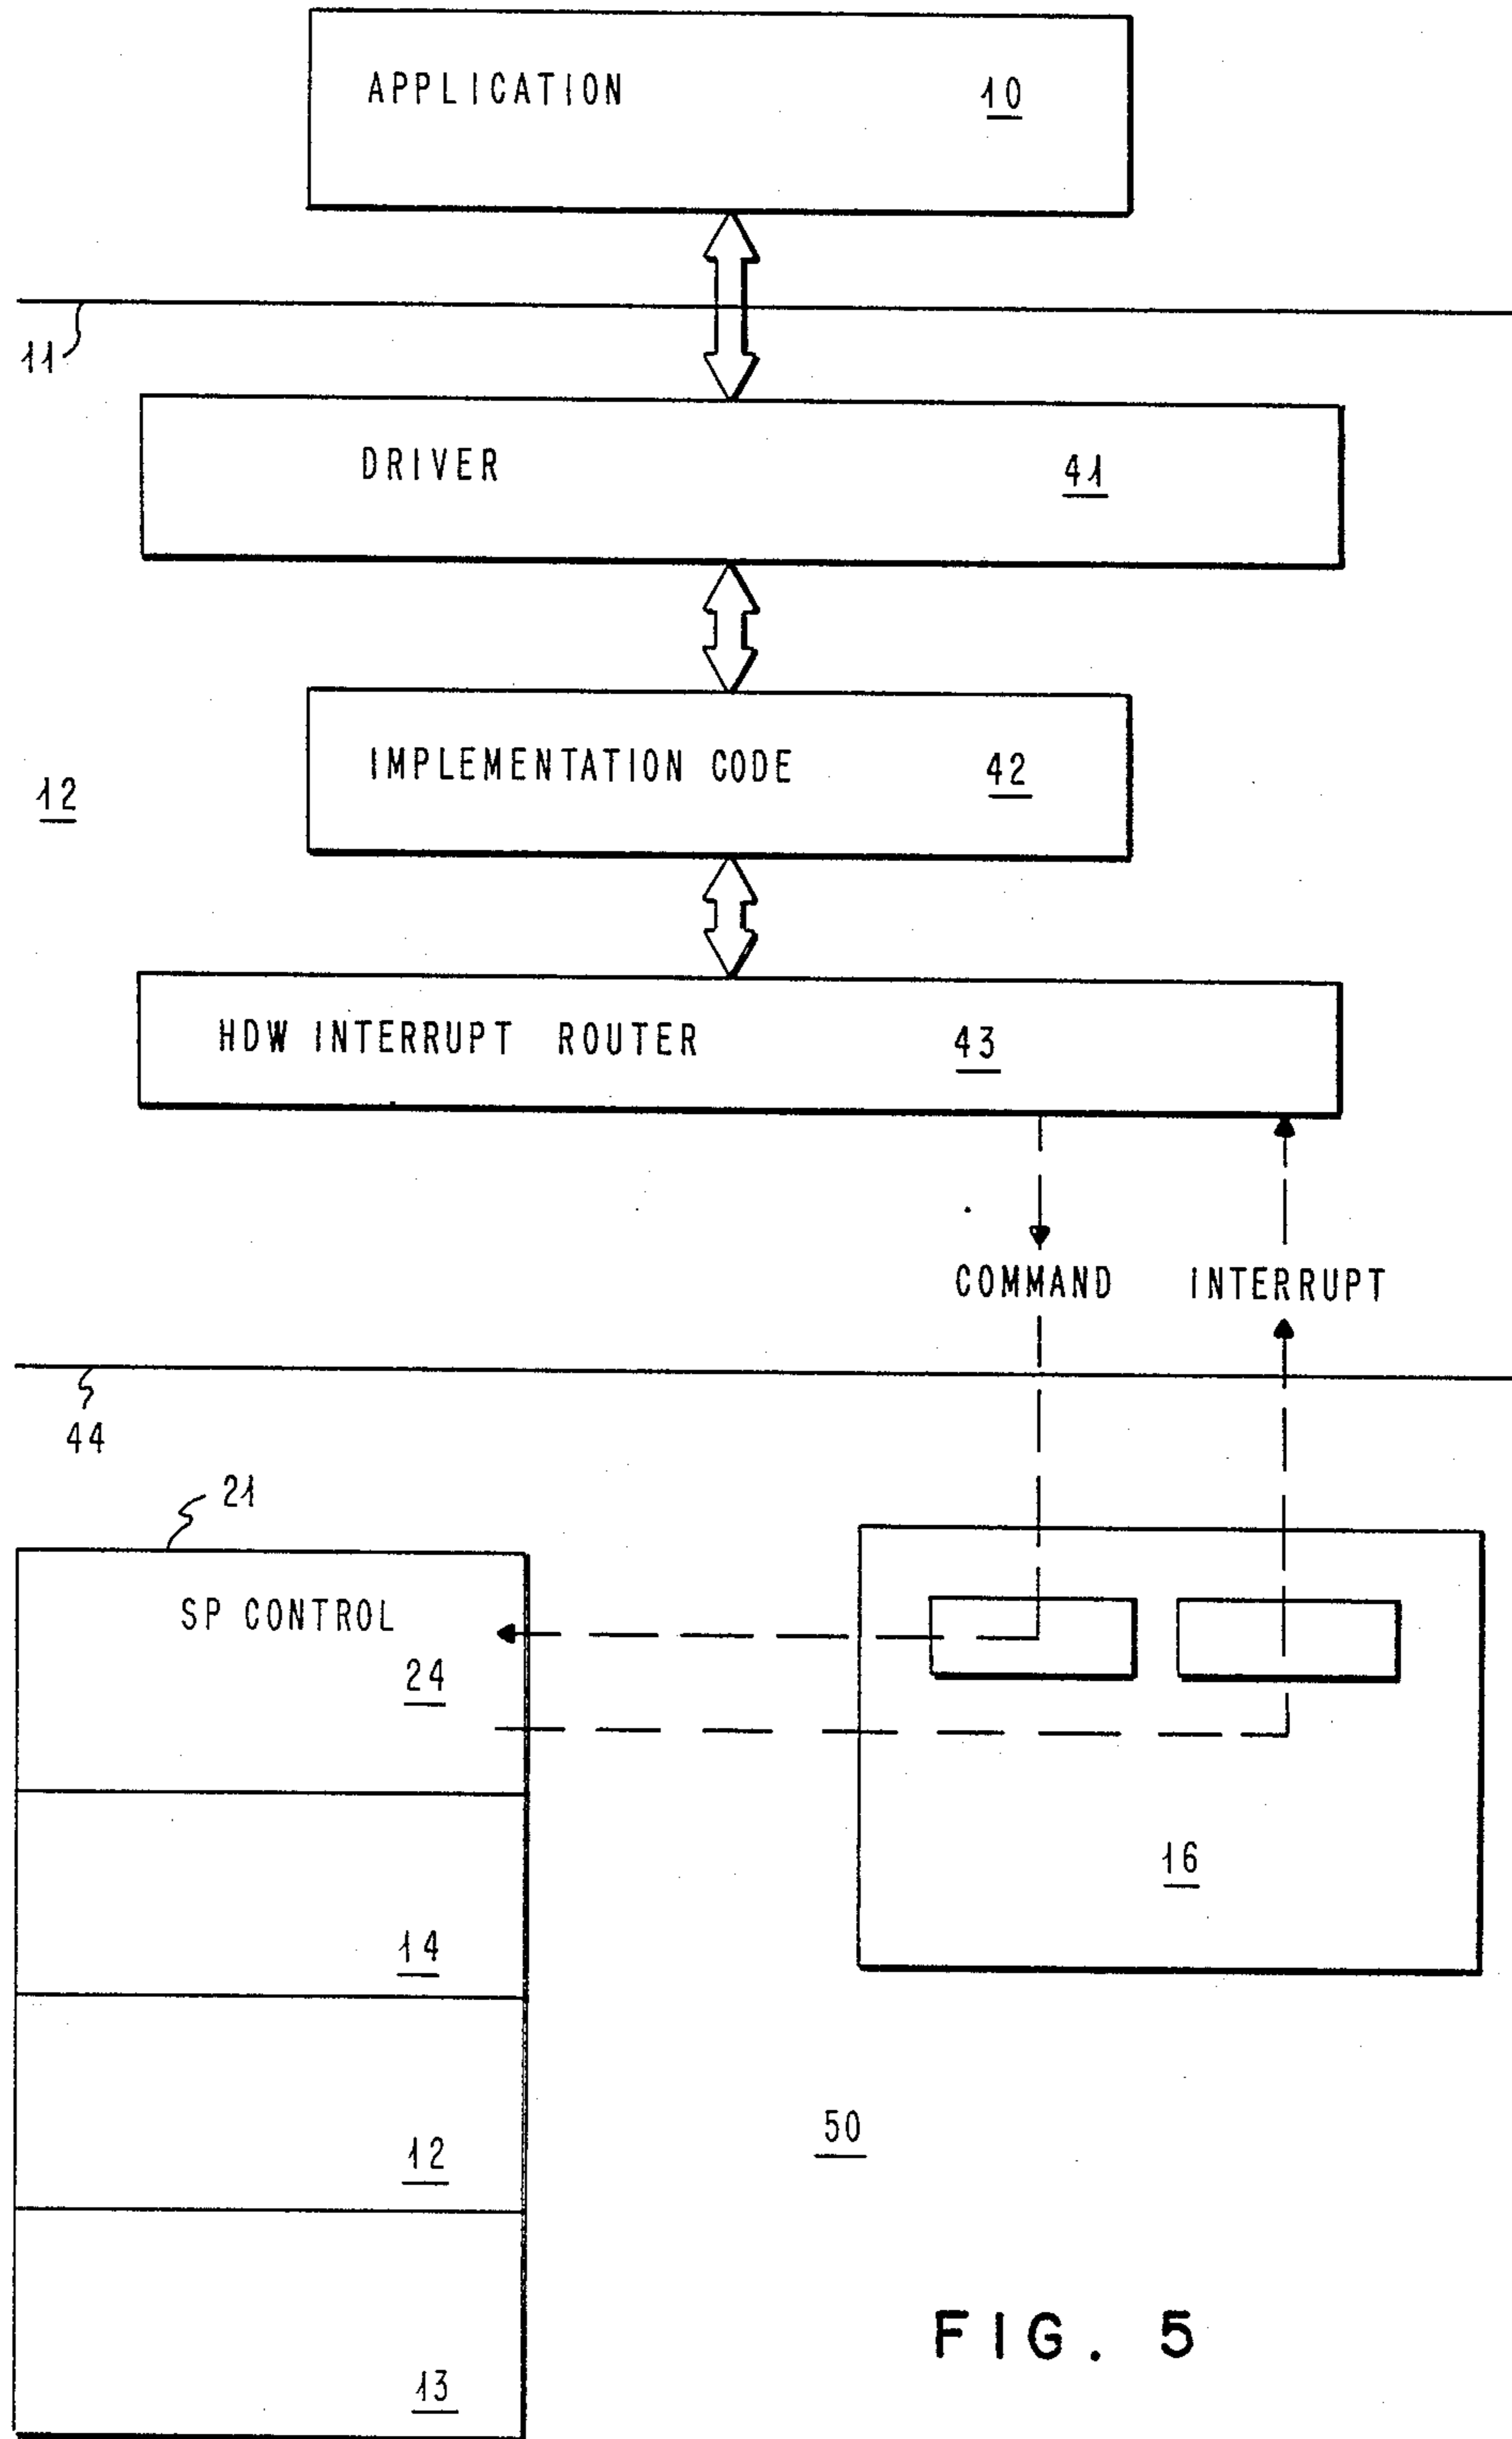 APPLICATION 10
11
DRIVER 41
IMPLEMENTATION CODE 42
12
HDW INTERRUPT ROUTER 43
COMMAND INTERRUPT
44
21
SP CONTROL
24
16
14
50
12
FIG. 5
13